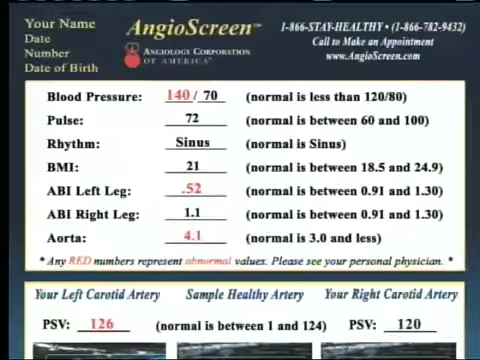 Your Name
Date
Number
Date of Birth
AngioScreen™
ANGIOLOGY CORPORATION
OF AMERICA
1-866-STAY-HEALTHY • (1-866-782-9432)
Call to Make an Appointment
www.AngioScreen.com
Blood Pressure: 140 / 70 (normal is less than 120/80)
Pulse: 72 (normal is between 60 and 100)
Rhythm: Sinus (normal is Sinus)
BMI: 21 (normal is between 18.5 and 24.9)
ABI Left Leg: .52 (normal is between 0.91 and 1.30)
ABI Right Leg: 1.1 (normal is between 0.91 and 1.30)
Aorta: 4.1 (normal is 3.0 and less)
* Any RED numbers represent abnormal values. Please see your personal physician. *
Your Left Carotid Artery Sample Healthy Artery Your Right Carotid Artery
PSV: 126 (normal is between 1 and 124) PSV: 120